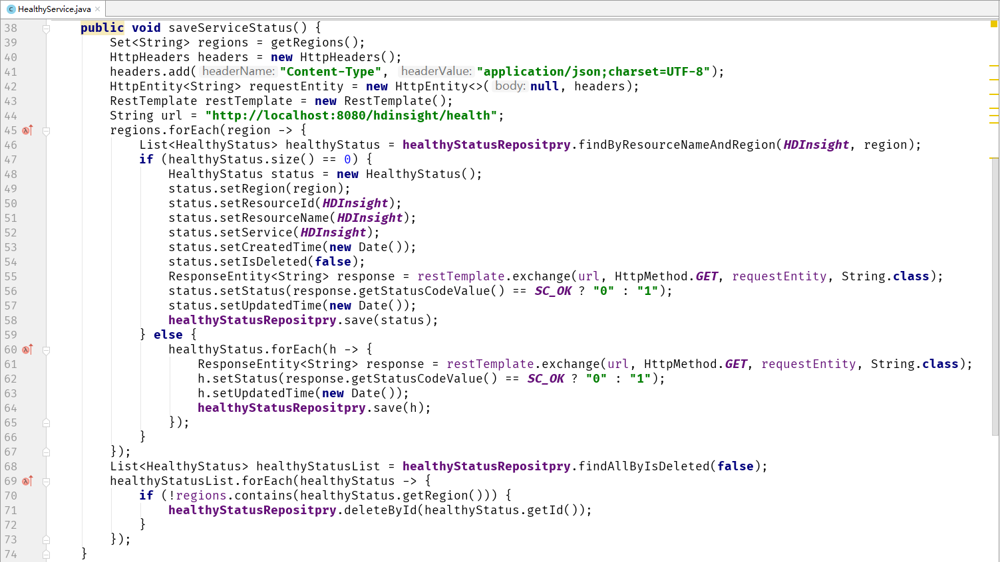 HealthyService.java
38 public void saveServiceStatus() {
39 Set<String> regions = getRegions();
40 HttpHeaders headers = new HttpHeaders();
41 headers.add( headerName: "Content-Type", headerValue: "application/json;charset=UTF-8");
42 HttpEntity<String> requestEntity = new HttpEntity<>( body: null, headers);
43 RestTemplate restTemplate = new RestTemplate();
44 String url = "http://localhost:8080/hdinsight/health";
45 regions.forEach(region -> {
46 List<HealthyStatus> healthyStatus = healthyStatusRepositpry.findByResourceNameAndRegion(HDInsight, region);
47 if (healthyStatus.size() == 0) {
48 HealthyStatus status = new HealthyStatus();
49 status.setRegion(region);
50 status.setResourceId(HDInsight);
51 status.setResourceName(HDInsight);
52 status.setService(HDInsight);
53 status.setCreatedTime(new Date());
54 status.setIsDeleted(false);
55 ResponseEntity<String> response = restTemplate.exchange(url, HttpMethod.GET, requestEntity, String.class);
56 status.setStatus(response.getStatusCodeValue() == SC_OK ? "0" : "1");
57 status.setUpdatedTime(new Date());
58 healthyStatusRepositpry.save(status);
59 } else {
60 healthyStatus.forEach(h -> {
61 ResponseEntity<String> response = restTemplate.exchange(url, HttpMethod.GET, requestEntity, String.class);
62 h.setStatus(response.getStatusCodeValue() == SC_OK ? "0" : "1");
63 h.setUpdatedTime(new Date());
64 healthyStatusRepositpry.save(h);
65 });
66 }
67 });
68 List<HealthyStatus> healthyStatusList = healthyStatusRepositpry.findAllByIsDeleted(false);
69 healthyStatusList.forEach(healthyStatus -> {
70 if (!regions.contains(healthyStatus.getRegion())) {
71 healthyStatusRepositpry.deleteById(healthyStatus.getId());
72 }
73 });
74 }